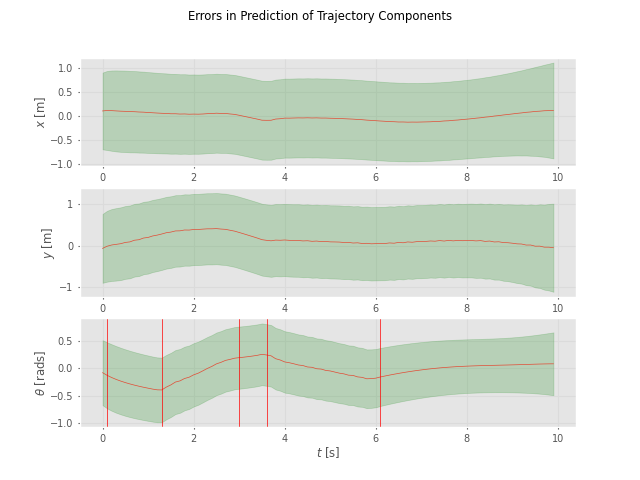 Errors in Prediction of Trajectory Components
x [m]
1.0
0.5
0.0
−0.5
−1.0
0 2 4 6 8 10
y [m]
1
0
−1
0 2 4 6 8 10
θ [rads]
0.5
0.0
−0.5
−1.0
0 2 4 6 8 10
t [s]